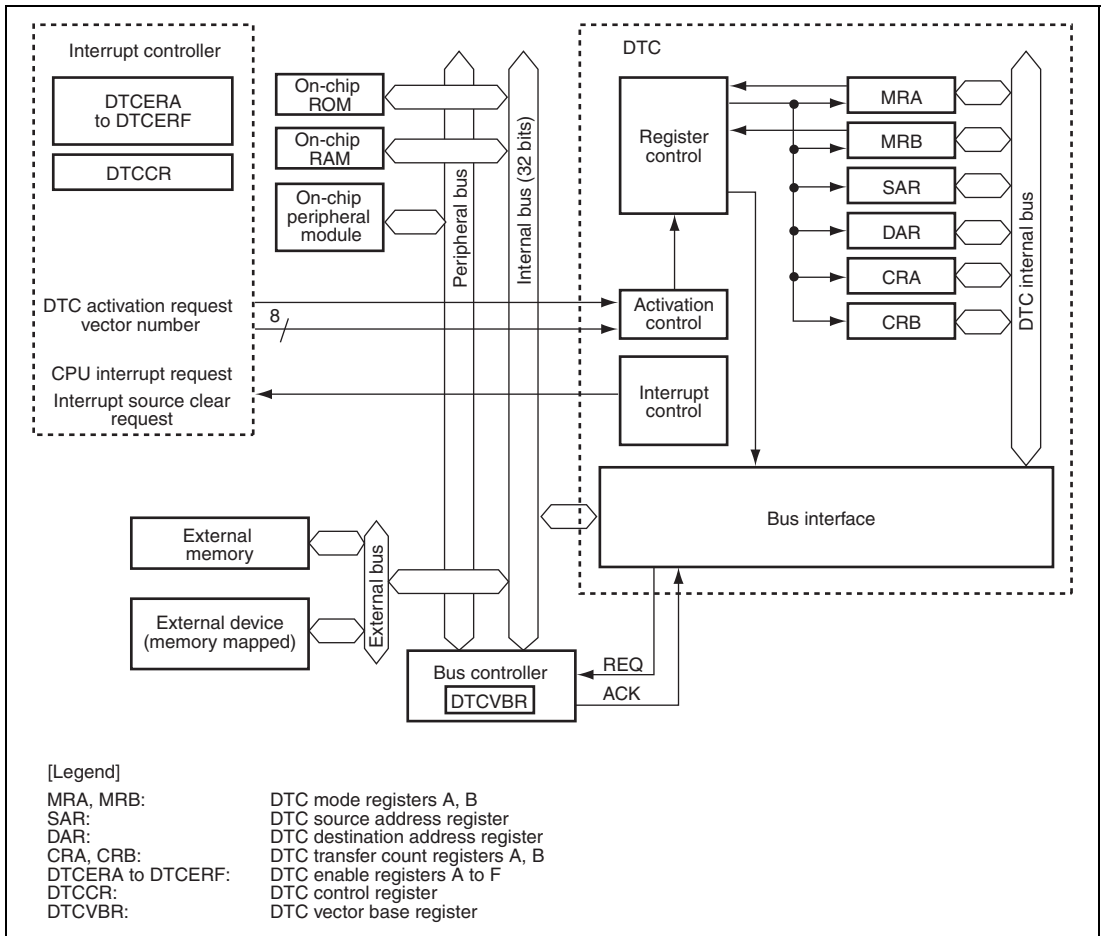 Interrupt controller
DTCERA
to DTCERF
DTCCR
DTC activation request
vector number
8
CPU interrupt request
Interrupt source clear
request
On-chip
ROM
On-chip
RAM
On-chip
peripheral
module
Peripheral bus
Internal bus (32 bits)
DTC
Register
control
Activation
control
Interrupt
control
MRA
MRB
SAR
DAR
CRA
CRB
DTC internal bus
Bus interface
External
memory
External device
(memory mapped)
External bus
Bus controller
DTCVBR
REQ
ACK
[Legend]
MRA, MRB: DTC mode registers A, B
SAR: DTC source address register
DAR: DTC destination address register
CRA, CRB: DTC transfer count registers A, B
DTCERA to DTCERF: DTC enable registers A to F
DTCCR: DTC control register
DTCVBR: DTC vector base register